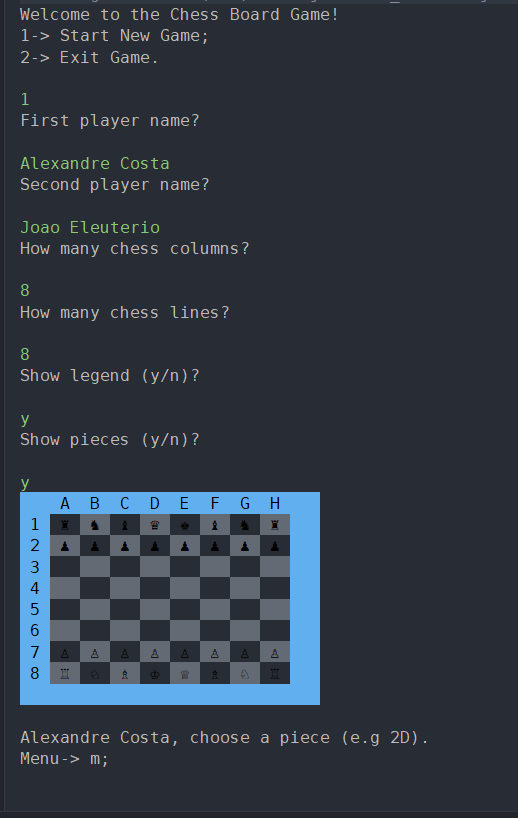 Welcome to the Chess Board Game!
1-> Start New Game;
2-> Exit Game.
1
First player name?
Alexandre Costa
Second player name?
Joao Eleuterio
How many chess columns?
8
How many chess lines?
8
Show legend (y/n)?
y
Show pieces (y/n)?
y
A B C D E F G H
1 ♜ ♞ ♝ ♛ ♚ ♝ ♞ ♜
2 ♟ ♟ ♟ ♟ ♟ ♟ ♟ ♟
3
4
5
6
7 ♙ ♙ ♙ ♙ ♙ ♙ ♙ ♙
8 ♖ ♘ ♗ ♔ ♕ ♗ ♘ ♖
Alexandre Costa, choose a piece (e.g 2D).
Menu-> m;